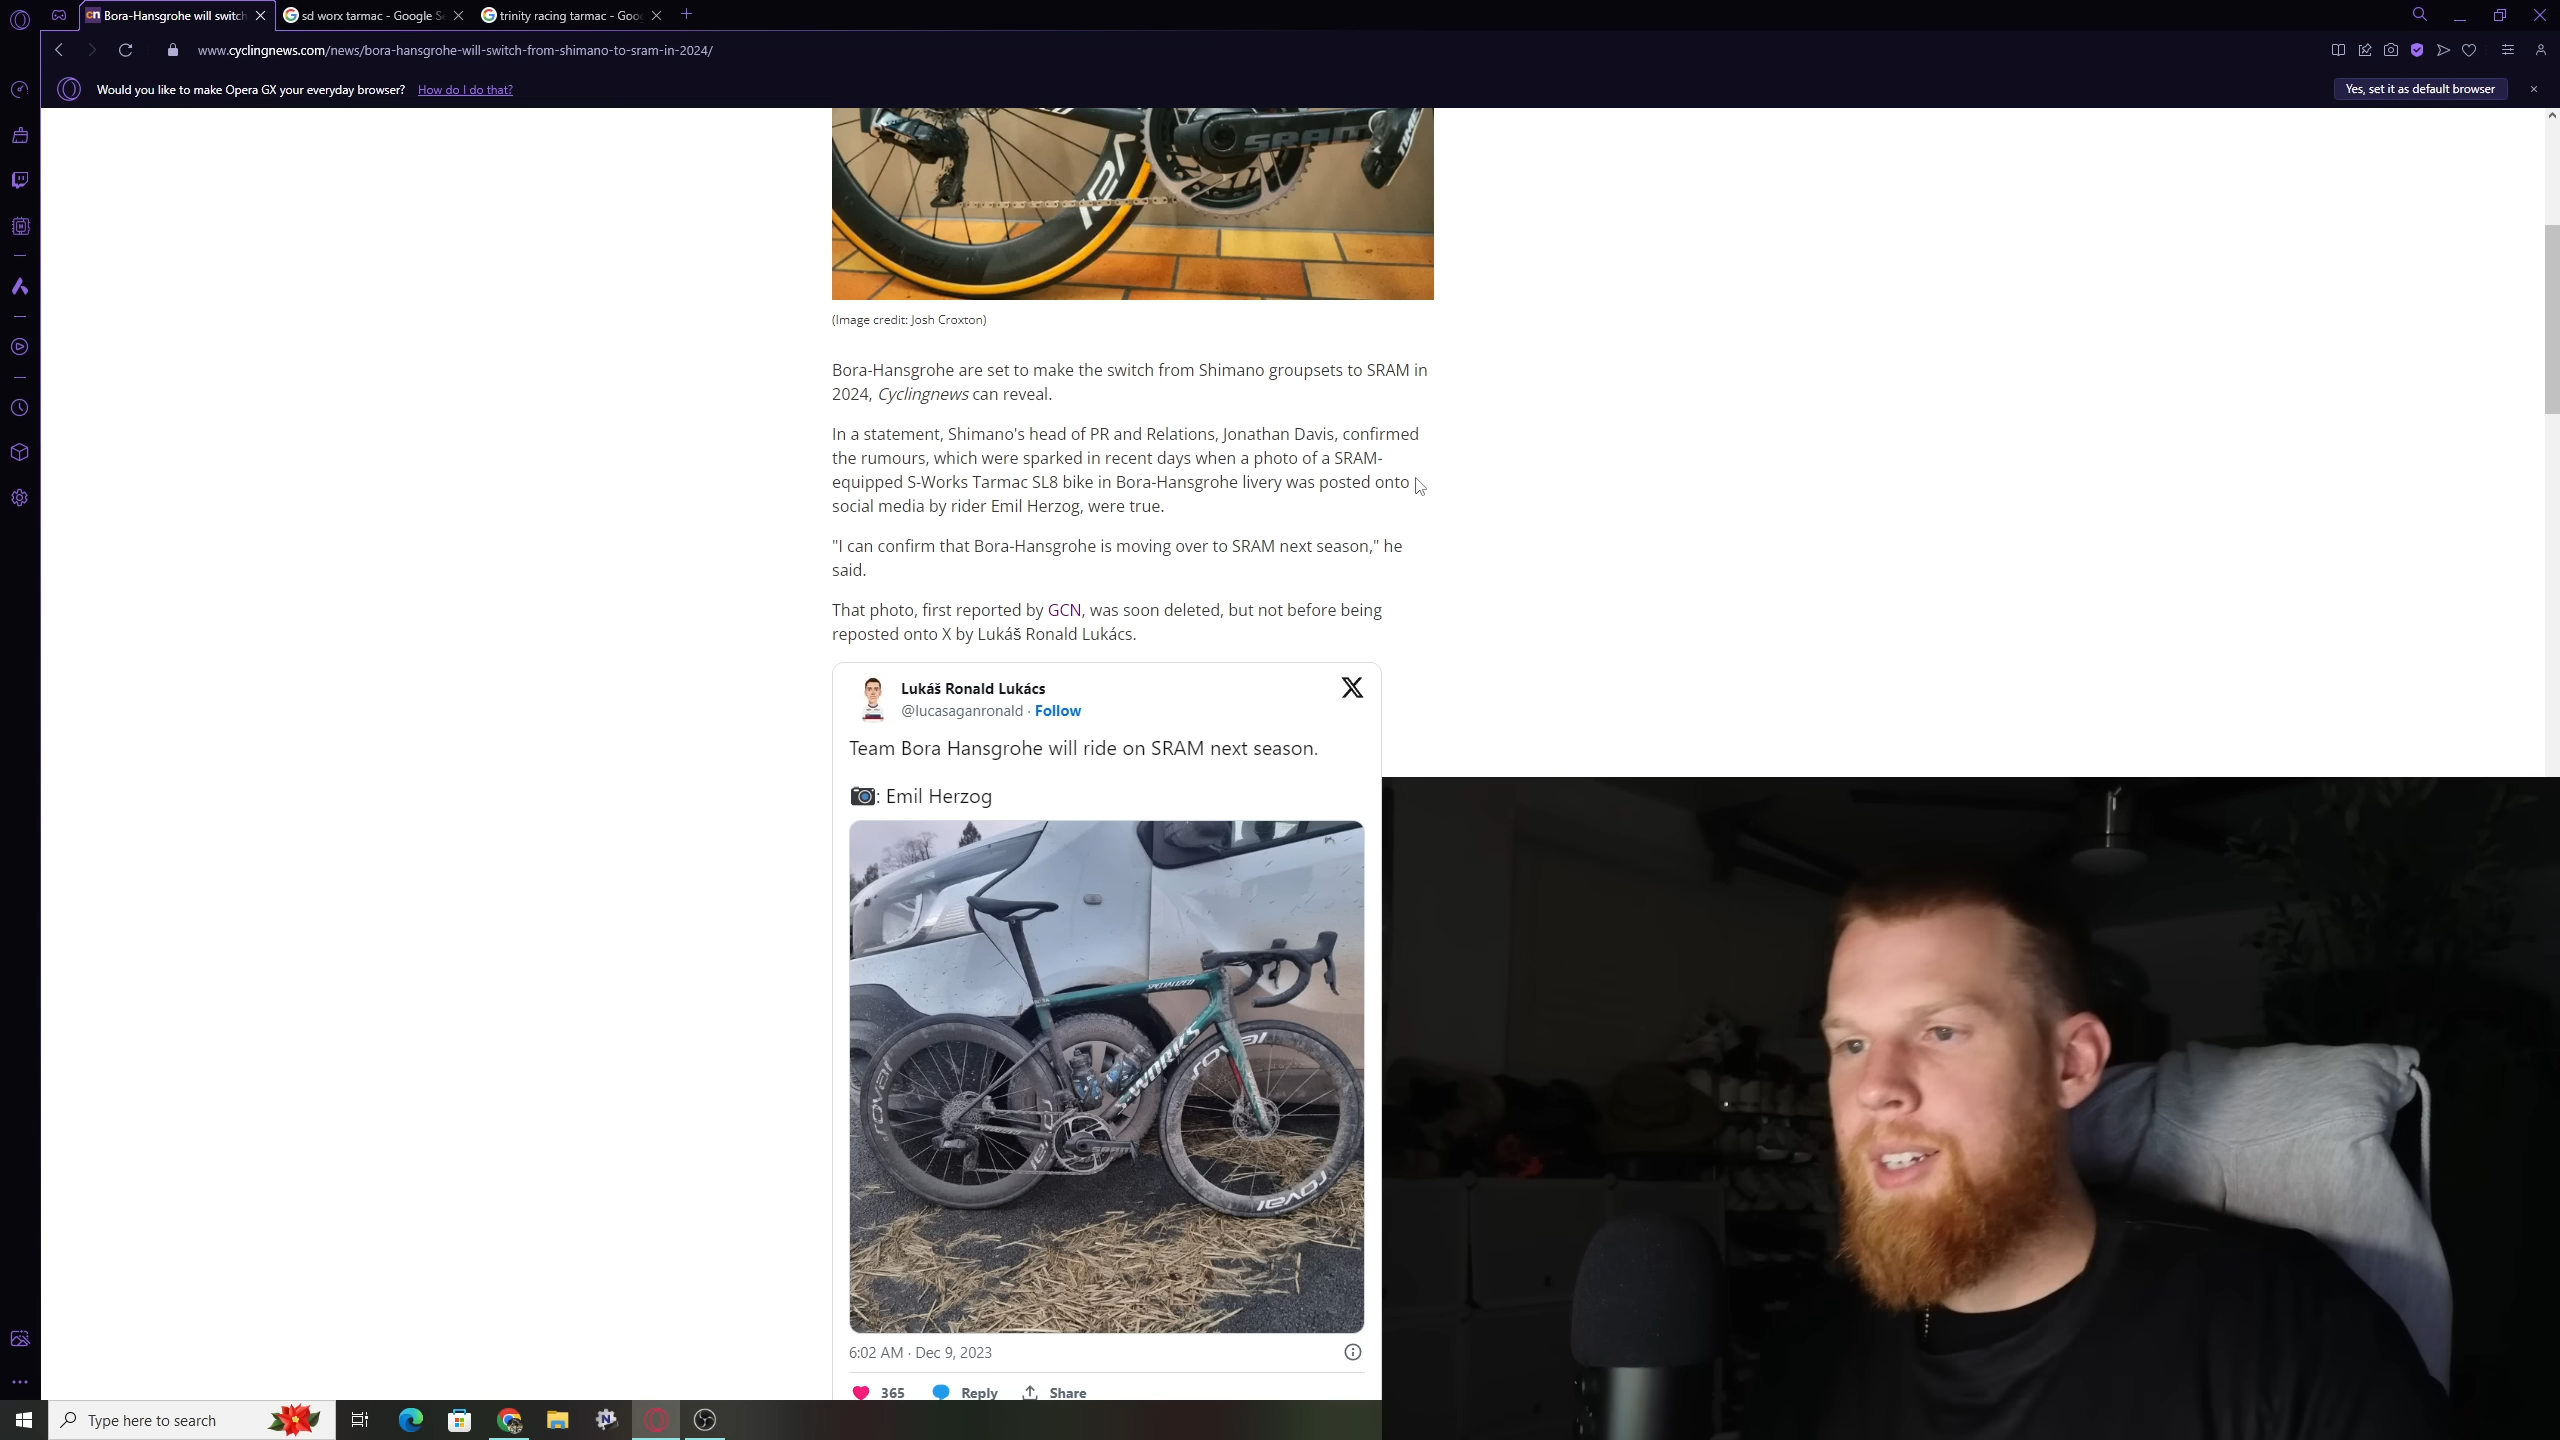 Bora-Hansgrohe will switch
sd worx tarmac - Google Se
trinity racing tarmac - Goo
www.cyclingnews.com/news/bora-hansgrohe-will-switch-from-shimano-to-sram-in-2024/
Would you like to make Opera GX your everyday browser? How do I do that?
Yes, set it as default browser
SRAM
TIME
(Image credit: Josh Croxton)
Bora-Hansgrohe are set to make the switch from Shimano groupsets to SRAM in
2024, Cyclingnews can reveal.
In a statement, Shimano's head of PR and Relations, Jonathan Davis, confirmed
the rumours, which were sparked in recent days when a photo of a SRAM-
equipped S-Works Tarmac SL8 bike in Bora-Hansgrohe livery was posted onto
social media by rider Emil Herzog, were true.
"I can confirm that Bora-Hansgrohe is moving over to SRAM next season," he
said.
That photo, first reported by GCN, was soon deleted, but not before being
reposted onto X by Lukáš Ronald Lukács.
Lukáš Ronald Lukács
@lucasaganronald · Follow
Team Bora Hansgrohe will ride on SRAM next season.
📷: Emil Herzog
SPECIALIZED
S-WORKS
roval
roval
roval
SRAM
6:02 AM · Dec 9, 2023
365 Reply Share
Type here to search